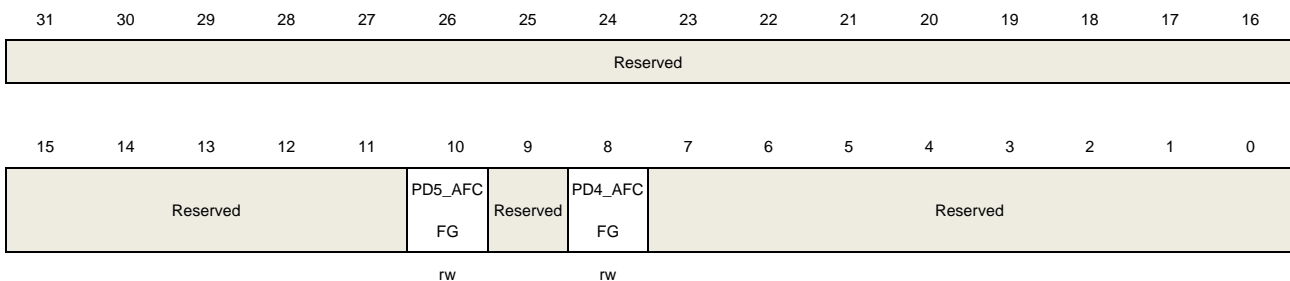 31 30 29 28 27 26 25 24 23 22 21 20 19 18 17 16
Reserved
15 14 13 12 11 10 9 8 7 6 5 4 3 2 1 0
Reserved PD5_AFC FG Reserved PD4_AFC FG Reserved
rw rw